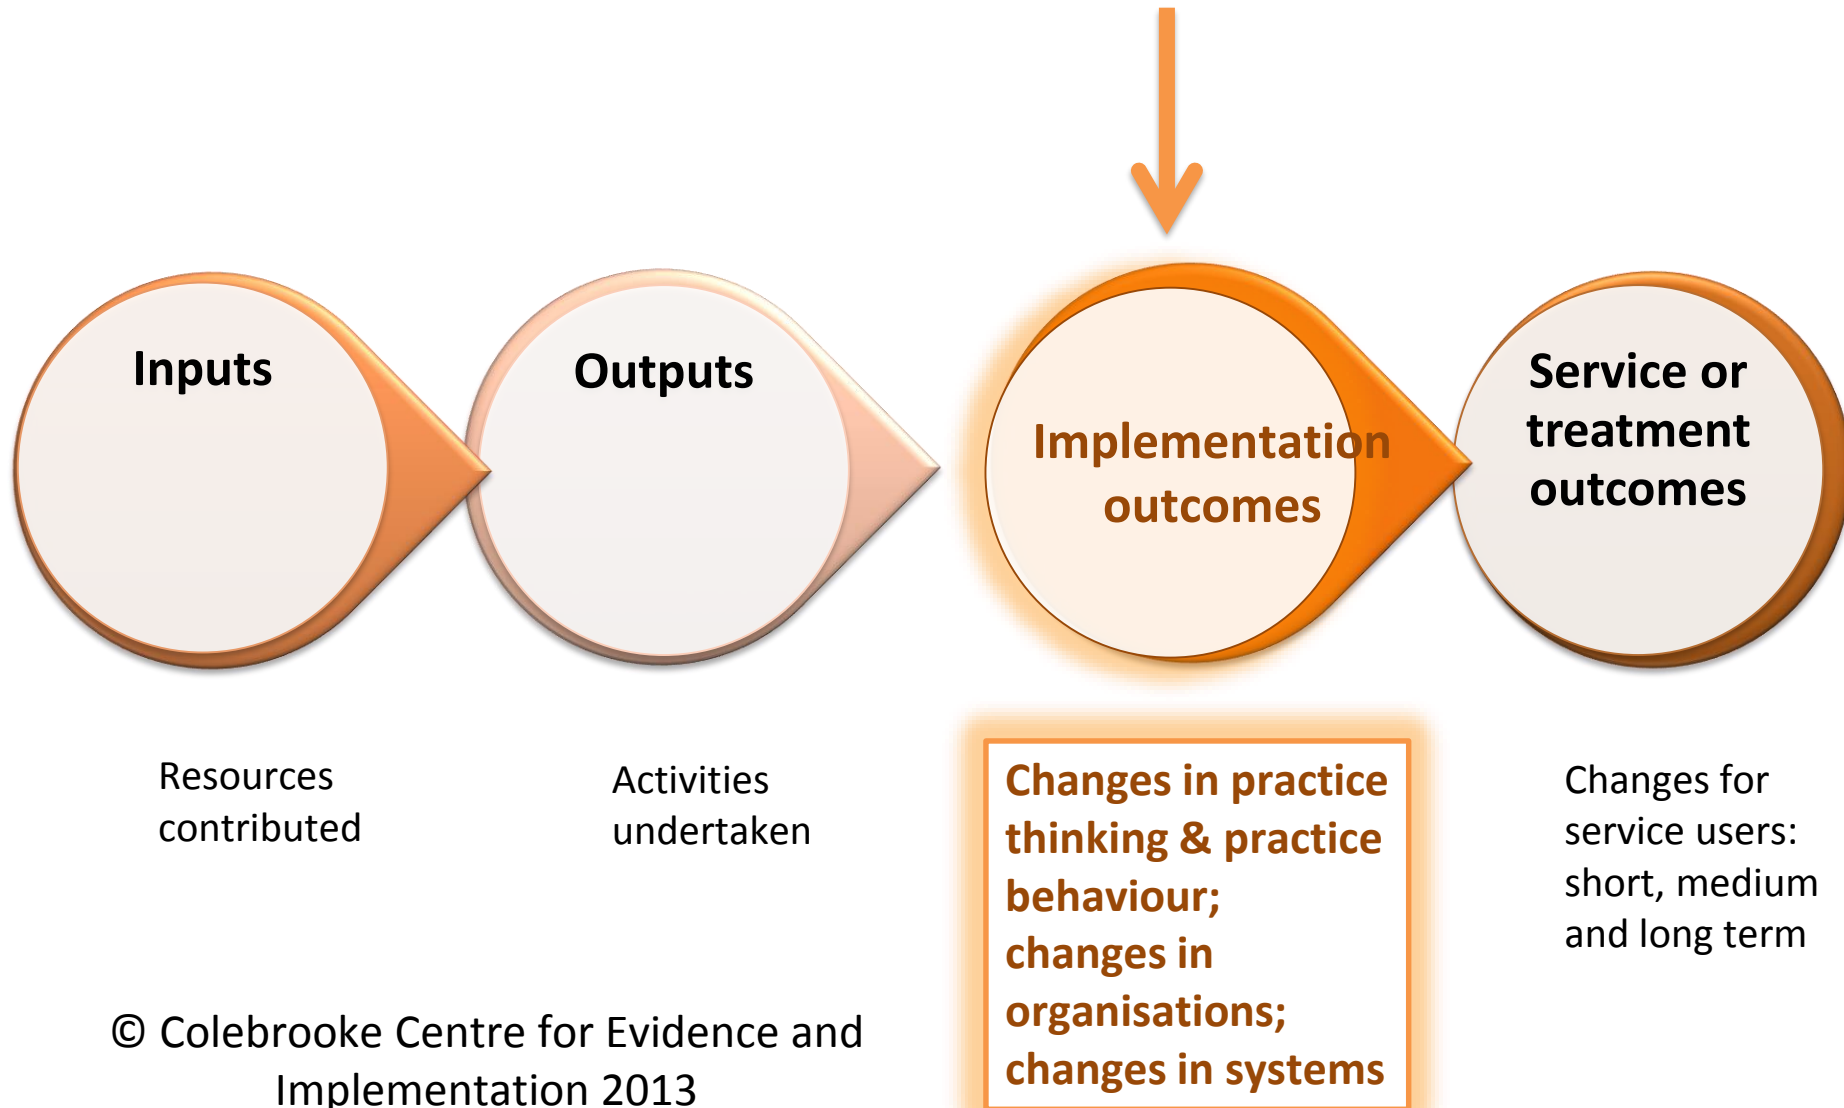 Inputs
Outputs
Implementation
outcomes
Service or
treatment
outcomes
Resources
contributed
Activities
undertaken
Changes in practice
thinking & practice
behaviour;
changes in
organisations;
changes in systems
Changes for
service users:
short, medium
and long term
© Colebrooke Centre for Evidence and
Implementation 2013